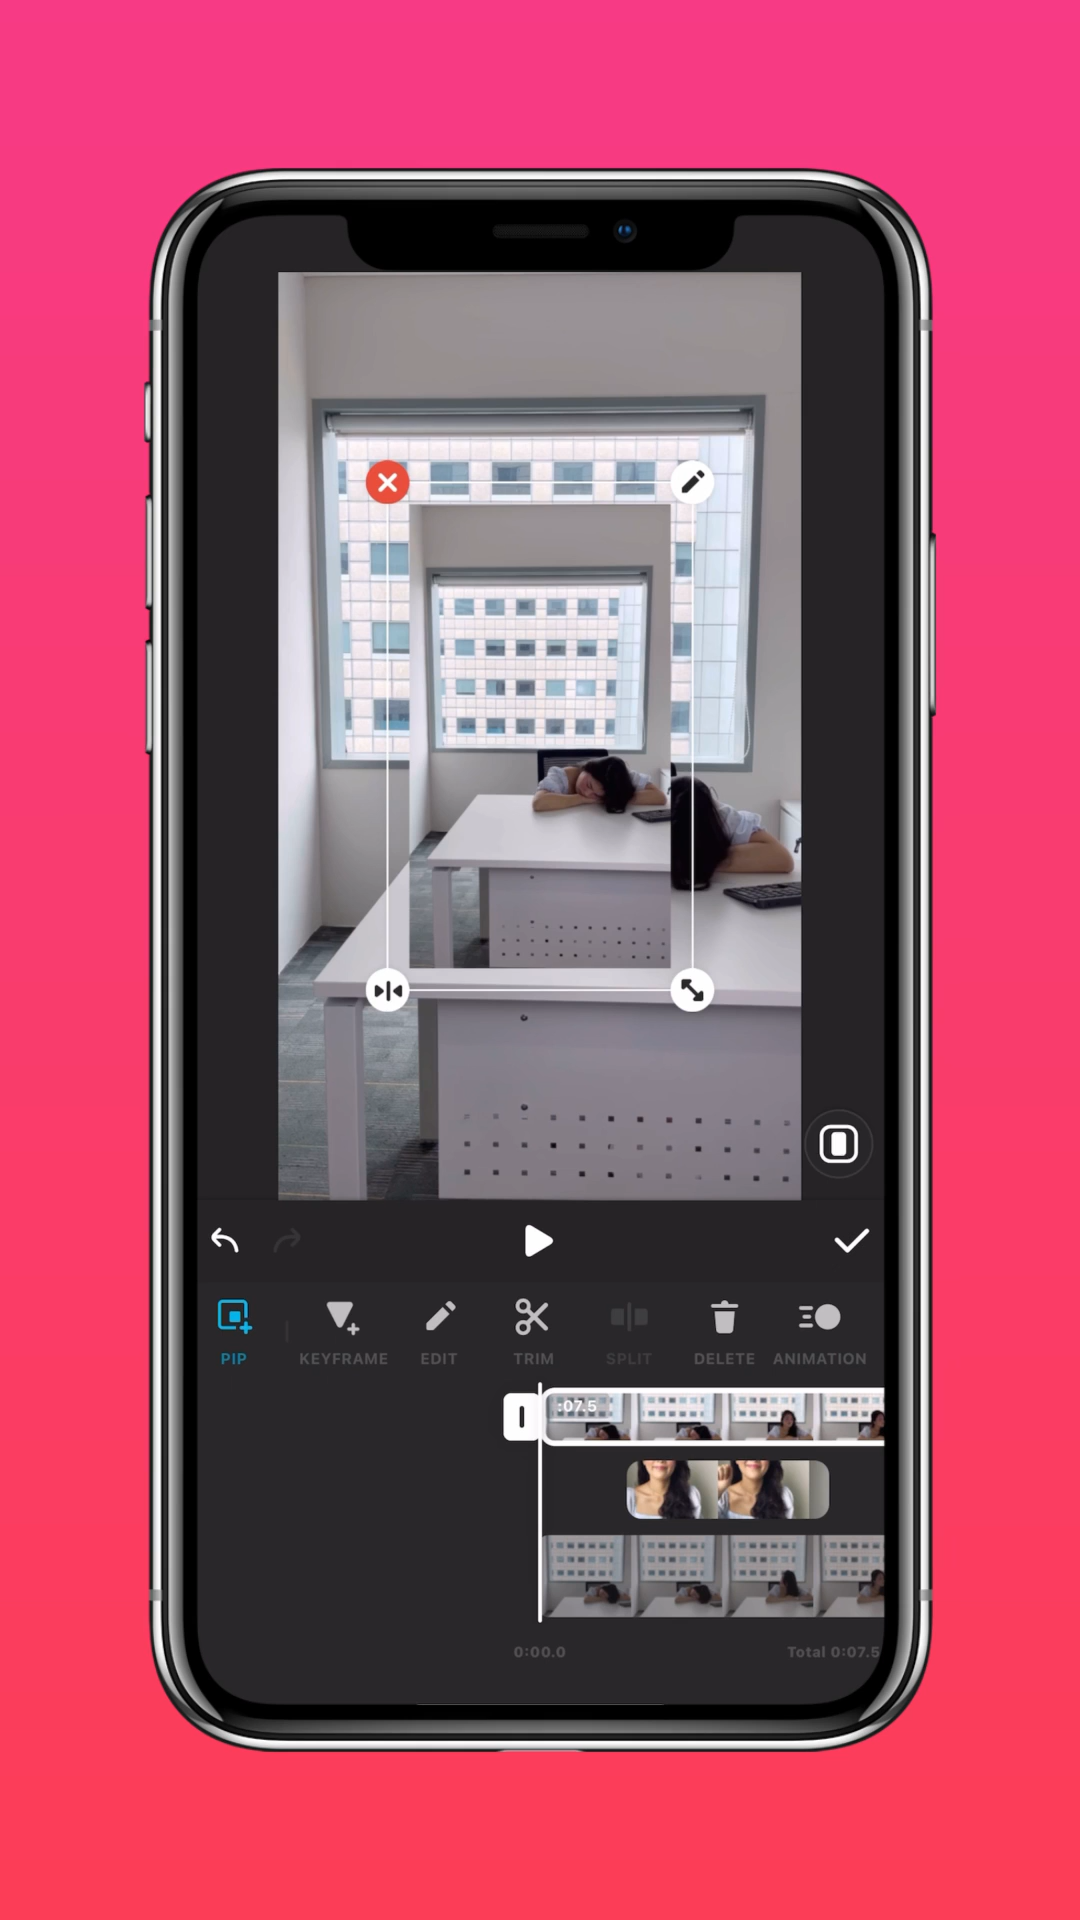 PIP
KEYFRAME
EDIT
TRIM
SPLIT
DELETE
ANIMATION
:07.5
0:00.0
Total 0:07.5